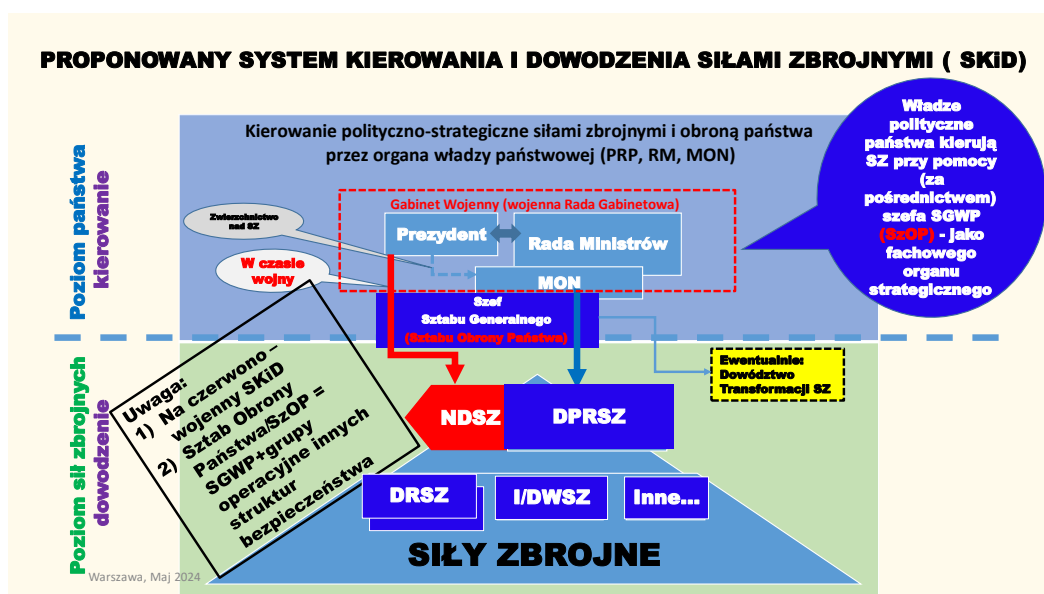 PROPONOWANY SYSTEM KIEROWANIA I DOWODZENIA SIŁAMI ZBROJNYMI ( SKiD)
Kierowanie polityczno-strategiczne siłami zbrojnymi i obroną państwa
przez organa władzy państwowej (PRP, RM, MON)
Władze
polityczne
państwa kierują
SZ przy pomocy
(za
pośrednictwem)
szefa SGWP
(SzOP) - jako
fachowego
organu
strategicznego
Poziom państwa
kierowanie
Gabinet Wojenny (wojenna Rada Gabinetowa)
Zwierzchnictwo
nad SZ
Prezydent
Rada Ministrów
W czasie
wojny
MON
Szef
Sztabu Generalnego
(Sztabu Obrony Państwa)
Ewentualnie:
Dowództwo
Transformacji SZ
Poziom sił zbrojnych
dowodzenie
Uwaga:
1) Na czerwono –
wojenny SKiD
2) Sztab Obrony
Państwa/SzOP =
SGWP+grupy
operacyjne innych
struktur
bezpieczeństwa
NDSZ
DPRSZ
DRSZ
I/DWSZ
Inne...
SIŁY ZBROJNE
Warszawa, Maj 2024